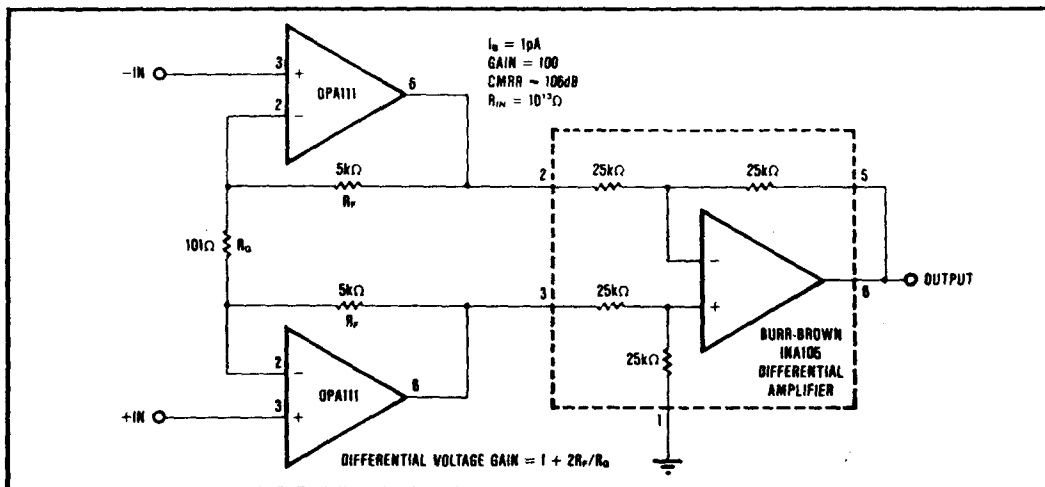 I_B = 1pA
GAIN = 100
CMRR ~ 106dB
R_IN = 10^13Ω
-IN
3
+
2
−
OPA111
6
5kΩ
R_F
101Ω
R_G
5kΩ
R_F
2
−
3
+
OPA111
6
+IN
2
25kΩ
25kΩ
5
−
+
3
25kΩ
25kΩ
6
OUTPUT
1
BURR-BROWN
INA105
DIFFERENTIAL
AMPLIFIER
DIFFERENTIAL VOLTAGE GAIN = 1 + 2R_F/R_G